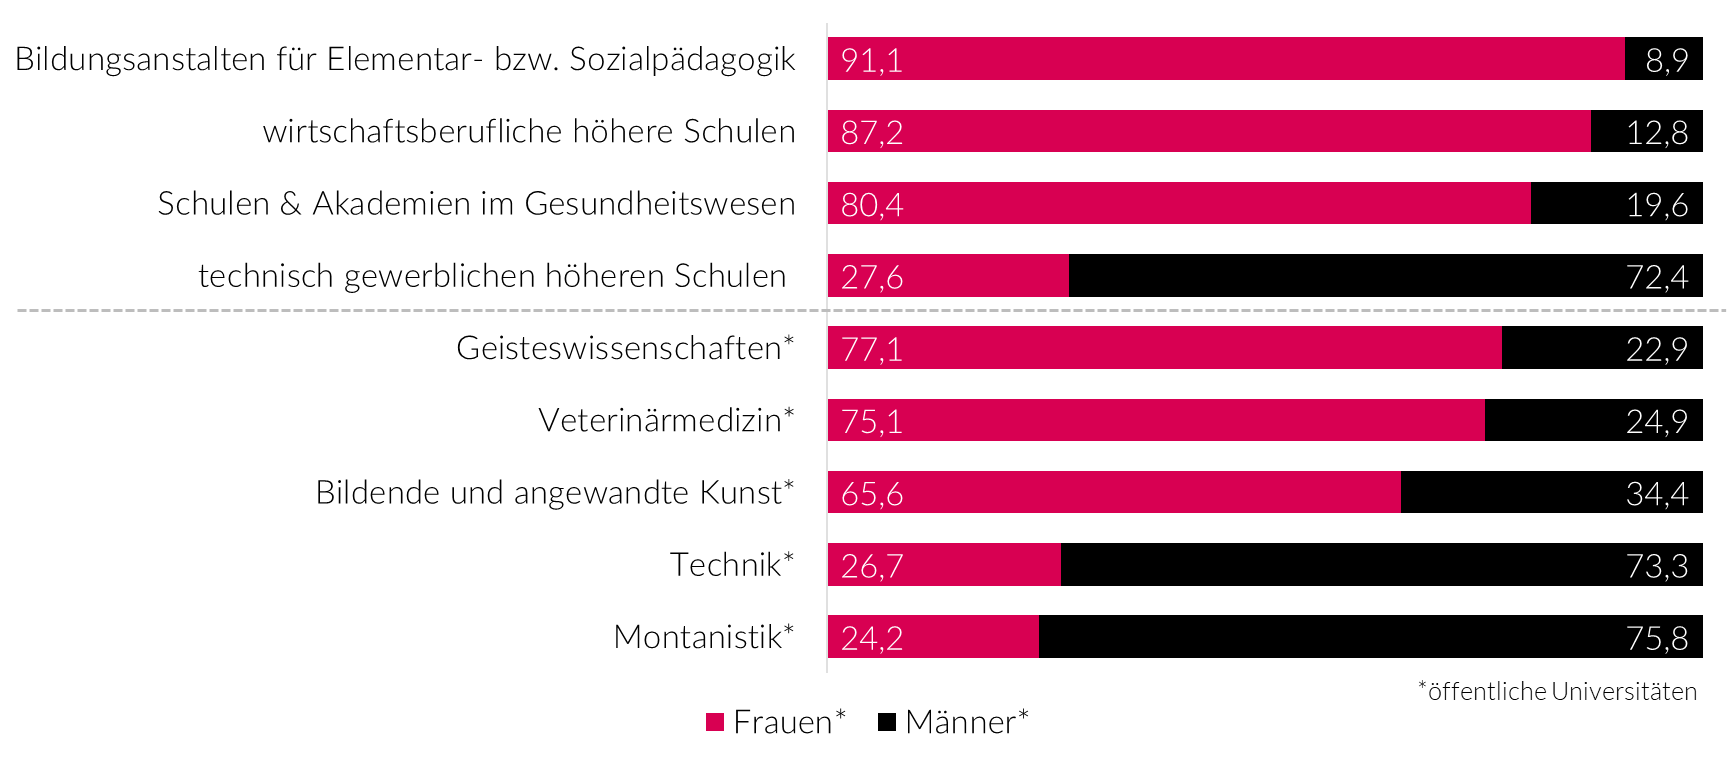 Bildungsanstalten für Elementar- bzw. Sozialpädagogik 91,1 8,9
wirtschaftsberufliche höhere Schulen 87,2 12,8
Schulen & Akademien im Gesundheitswesen 80,4 19,6
technisch gewerblichen höheren Schulen 27,6 72,4
Geisteswissenschaften* 77,1 22,9
Veterinärmedizin* 75,1 24,9
Bildende und angewandte Kunst* 65,6 34,4
Technik* 26,7 73,3
Montanistik* 24,2 75,8
*öffentliche Universitäten
Frauen* Männer*